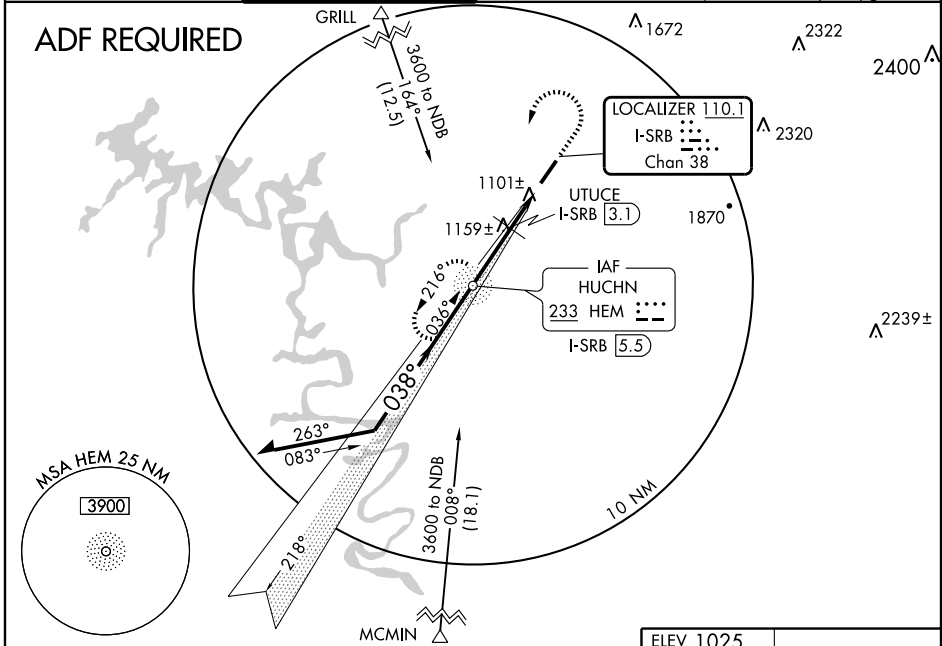 ADF REQUIRED
GRILL
3600 to NDB
164°
(12.5)
1672
2322
2400
LOCALIZER 110.1
I-SRB
Chan 38
2320
1101±
UTUCE
I-SRB 3.1
1159±
1870
IAF
HUCHN
233 HEM
I-SRB 5.5
2239±
216°
036°
038°
263°
083°
MSA HEM 25 NM
3900
218°
3600 to NDB
008°
(18.1)
10 NM
MCMIN
ELEV 1025